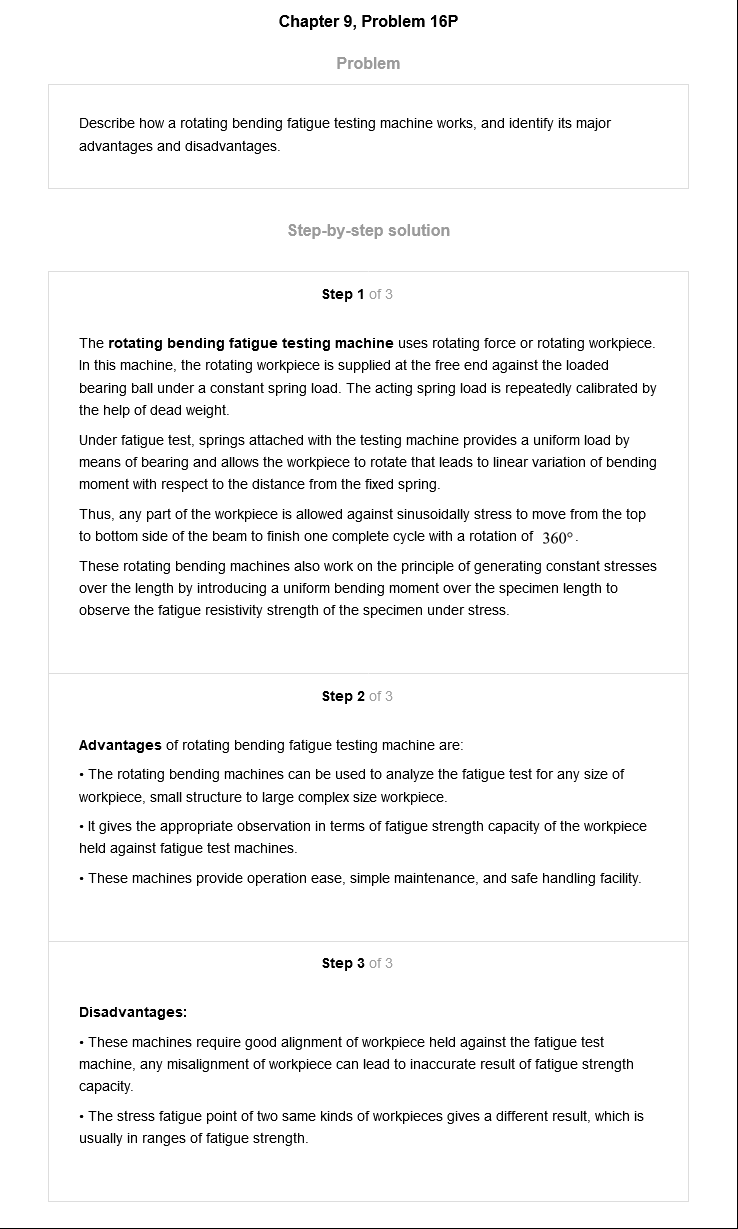 Chapter 9, Problem 16P
Problem
Describe how a rotating bending fatigue testing machine works, and identify its major
advantages and disadvantages.
Step-by-step solution
Step 1 of 3
The rotating bending fatigue testing machine uses rotating force or rotating workpiece.
In this machine, the rotating workpiece is supplied at the free end against the loaded
bearing ball under a constant spring load. The acting spring load is repeatedly calibrated by
the help of dead weight.
Under fatigue test, springs attached with the testing machine provides a uniform load by
means of bearing and allows the workpiece to rotate that leads to linear variation of bending
moment with respect to the distance from the fixed spring.
Thus, any part of the workpiece is allowed against sinusoidally stress to move from the top
to bottom side of the beam to finish one complete cycle with a rotation of 360°.
These rotating bending machines also work on the principle of generating constant stresses
over the length by introducing a uniform bending moment over the specimen length to
observe the fatigue resistivity strength of the specimen under stress.
Step 2 of 3
Advantages of rotating bending fatigue testing machine are:
• The rotating bending machines can be used to analyze the fatigue test for any size of
workpiece, small structure to large complex size workpiece.
• It gives the appropriate observation in terms of fatigue strength capacity of the workpiece
held against fatigue test machines.
• These machines provide operation ease, simple maintenance, and safe handling facility.
Step 3 of 3
Disadvantages:
• These machines require good alignment of workpiece held against the fatigue test
machine, any misalignment of workpiece can lead to inaccurate result of fatigue strength
capacity.
• The stress fatigue point of two same kinds of workpieces gives a different result, which is
usually in ranges of fatigue strength.